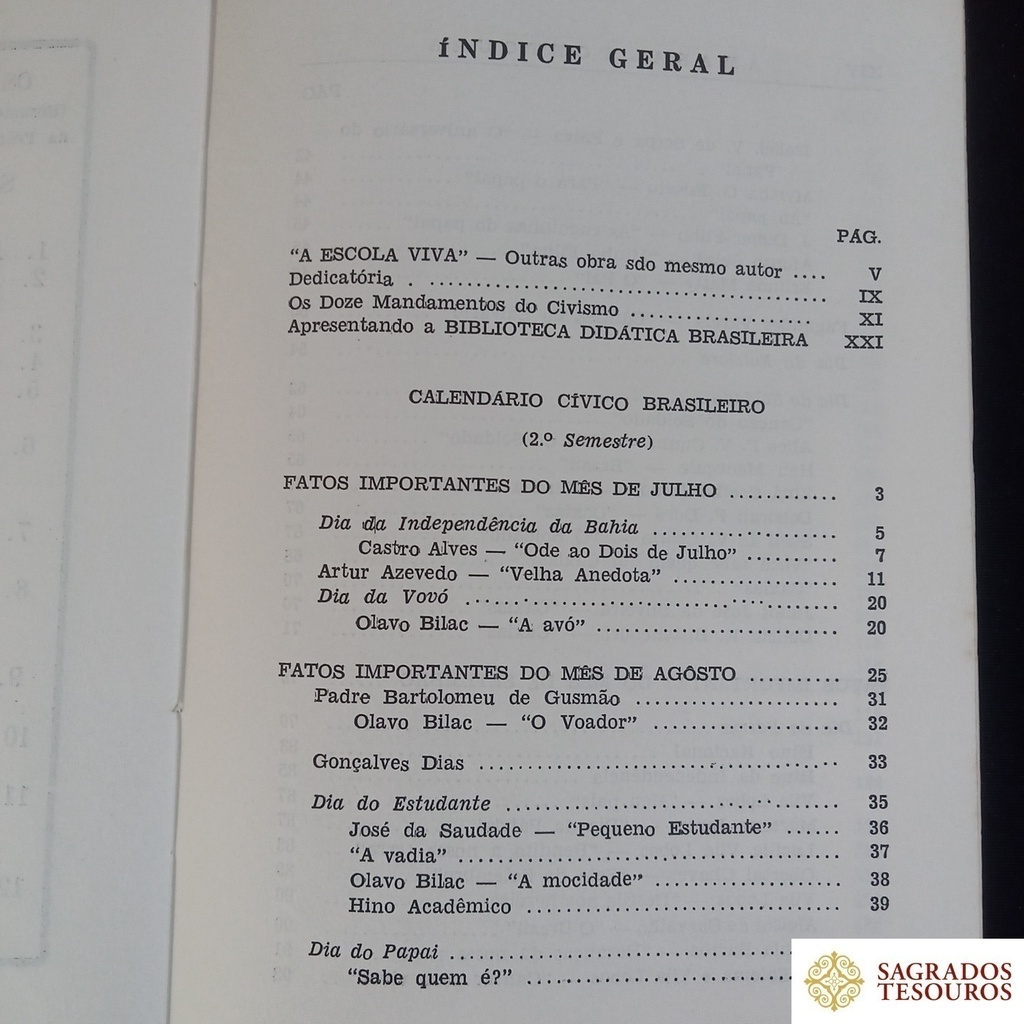 íNDICE GERAL
PÁG.
"A ESCOLA VIVA" — Outras obra sdo mesmo autor .... V
Dedicatória . ........................................ IX
Os Doze Mandamentos do Civismo .................... XI
Apresentando a BIBLIOTECA DIDÁTICA BRASILEIRA XXI
CALENDÁRIO CÍVICO BRASILEIRO
(2.º Semestre)
FATOS IMPORTANTES DO MÊS DE JULHO ............ 3
Dia da Independência da Bahia ..................... 5
Castro Alves — "Ode ao Dois de Julho" .......... 7
Artur Azevedo — "Velha Anedota" .................. 11
Dia da Vovó ........................................ 20
Olavo Bilac — "A avó" .......................... 20
FATOS IMPORTANTES DO MÊS DE AGÔSTO .......... 25
Padre Bartolomeu de Gusmão ...................... 31
Olavo Bilac — "O Voador" .................... 32
Gonçalves Dias ...................................... 33
Dia do Estudante ................................... 35
José da Saudade — "Pequeno Estudante" ...... 36
"A vadia" ........................................ 37
Olavo Bilac — "A mocidade" .................... 38
Hino Acadêmico .................................. 39
Dia do Papai ....................................
"Sabe quem é?" ............................
SAGRADOS
TESOUROS